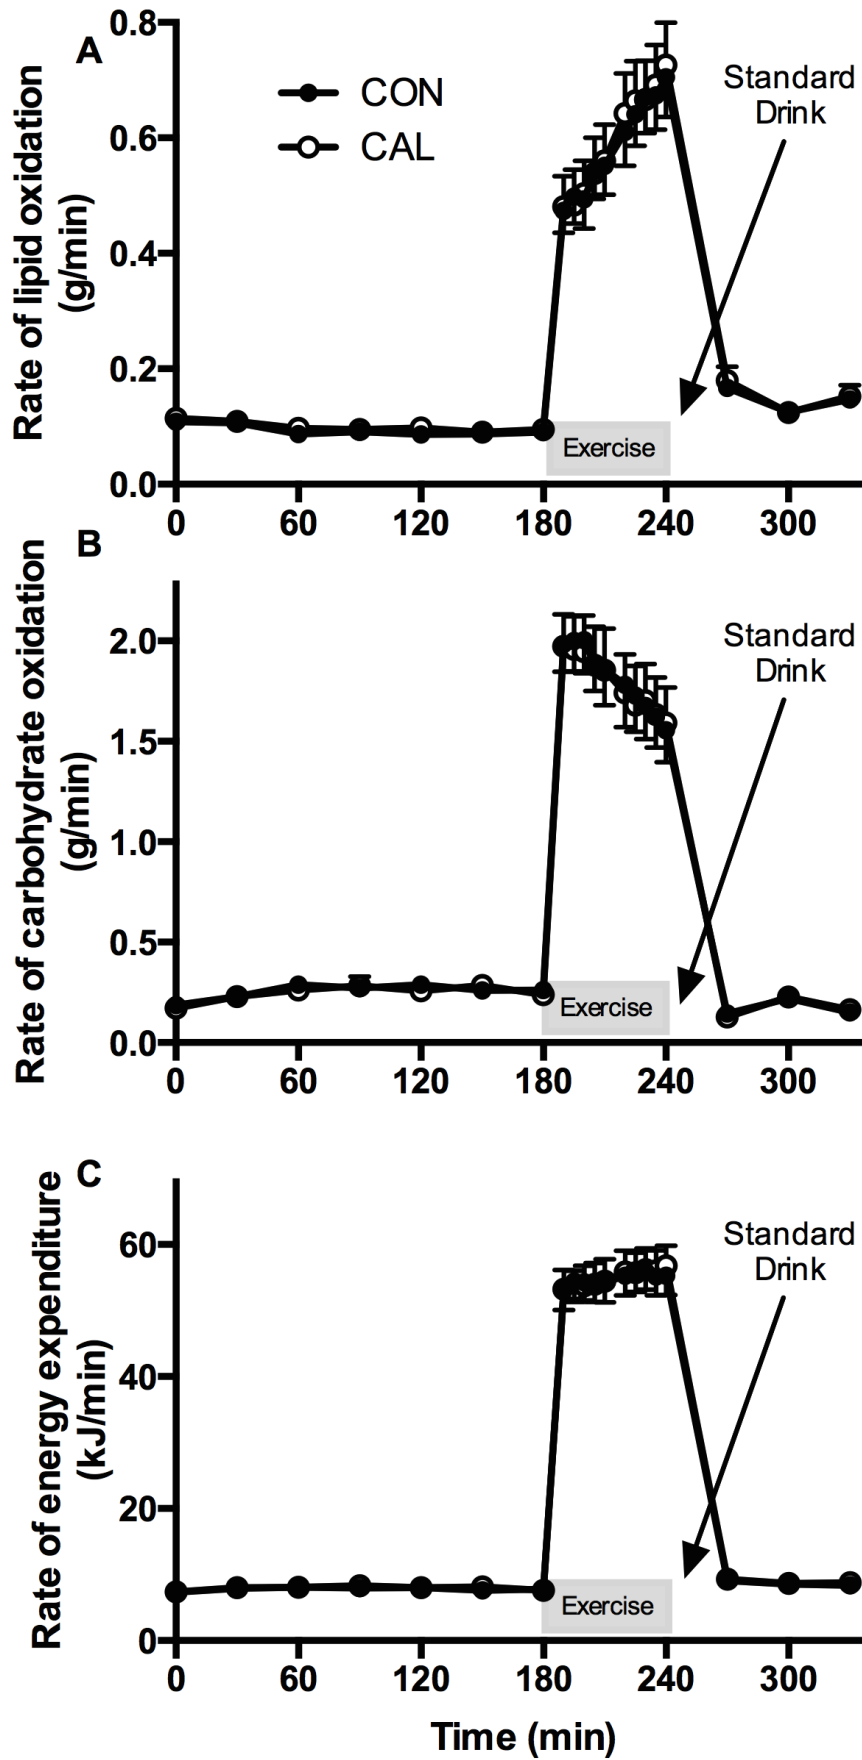 A
Rate of lipid oxidation
(g/min)
0.8
0.6
0.4
0.2
0.0
CON
CAL
Standard
Drink
Exercise
0 60 120 180 240 300
B
Rate of carbohydrate oxidation
(g/min)
2.0
1.5
1.0
0.5
0.0
Standard
Drink
Exercise
0 60 120 180 240 300
C
Rate of energy expenditure
(kJ/min)
60
40
20
0
Standard
Drink
Exercise
0 60 120 180 240 300
Time (min)